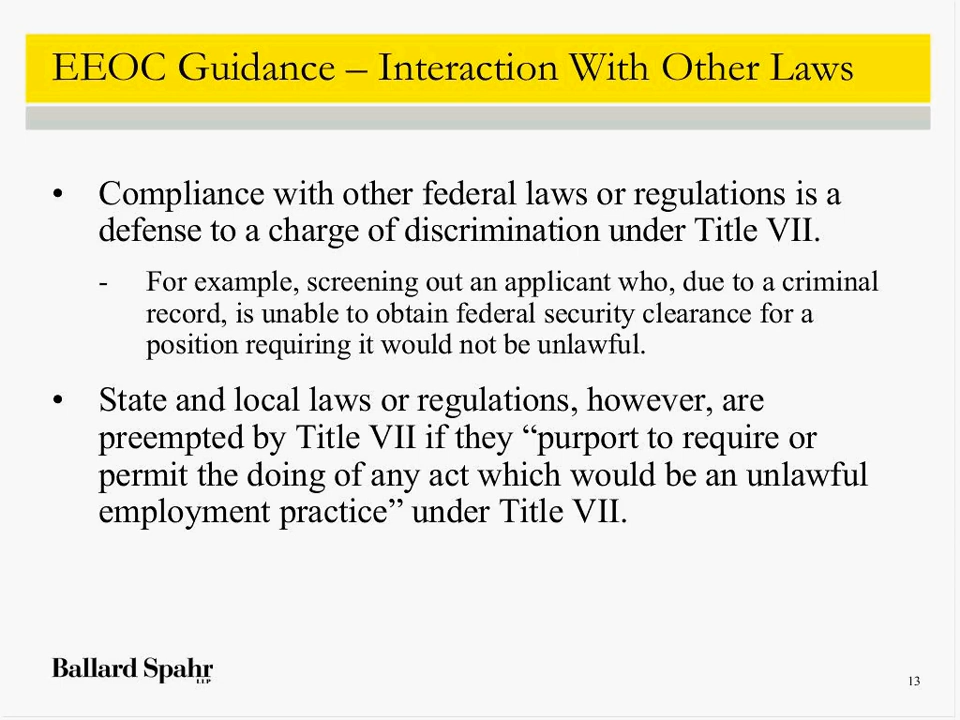 EEOC Guidance – Interaction With Other Laws
• Compliance with other federal laws or regulations is a
defense to a charge of discrimination under Title VII.
- For example, screening out an applicant who, due to a criminal
record, is unable to obtain federal security clearance for a
position requiring it would not be unlawful.
• State and local laws or regulations, however, are
preempted by Title VII if they “purport to require or
permit the doing of any act which would be an unlawful
employment practice” under Title VII.
Ballard Spahr
LLP
13